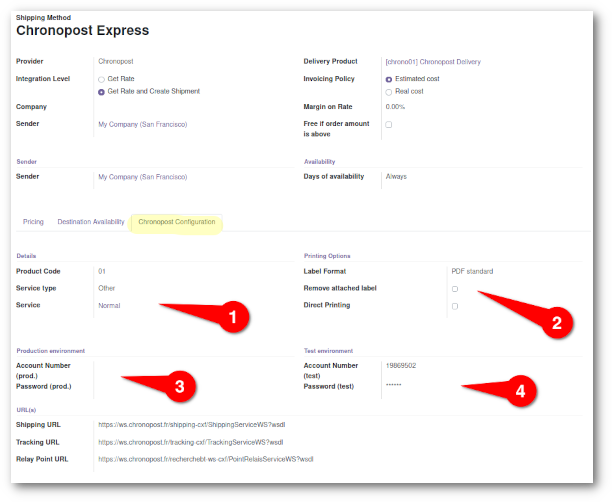 Shipping Method
Chronopost Express
Provider Chronopost
Delivery Product [chrono01] Chronopost Delivery
Integration Level Get Rate
Get Rate and Create Shipment
Invoicing Policy Estimated cost
Real cost
Company
Margin on Rate 0.00%
Sender My Company (San Francisco)
Free if order amount
is above
Sender
Availability
Sender My Company (San Francisco)
Days of availability Always
Pricing Destination Availability Chronopost Configuration
Details
Printing Options
Product Code 01
Label Format PDF standard
Service type Other
Remove attached label
Service Normal
Direct Printing
1
2
Production environment
Test environment
Account Number
(prod.)
Account Number 19869502
(test)
Password (prod.)
Password (test) ••••••
3
4
URL(s)
Shipping URL https://ws.chronopost.fr/shipping-cxf/ShippingServiceWS?wsdl
Tracking URL https://ws.chronopost.fr/tracking-cxf/TrackingServiceWS?wsdl
Relay Point URL https://ws.chronopost.fr/recherchebt-ws-cxf/PointRelaisServiceWS?wsdl